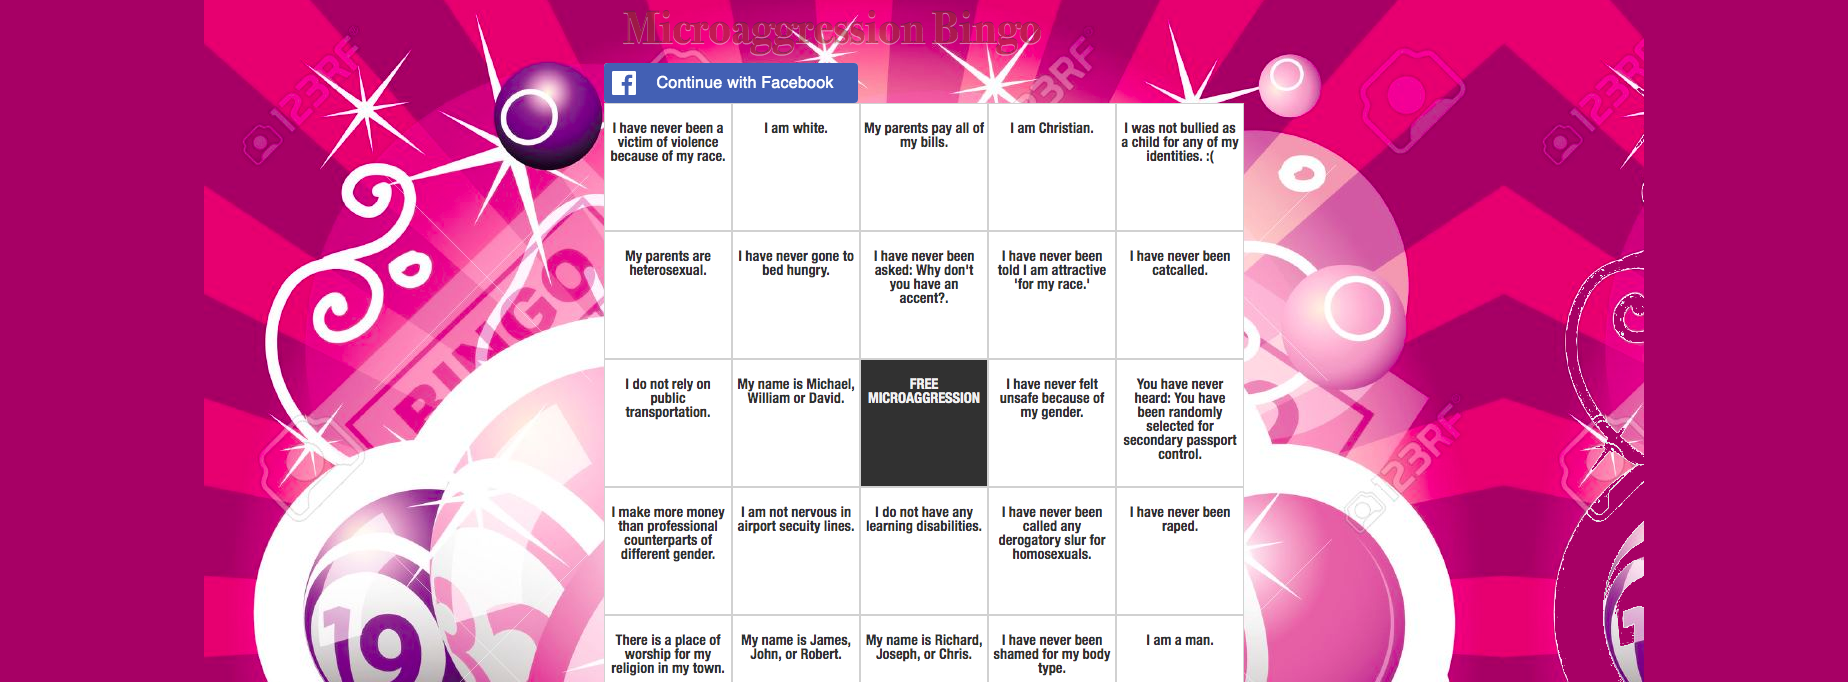 Microaggression Bingo
123RF
123RF
123RF
Continue with Facebook
I have never been a
victim of violence
because of my race.
I am white.
My parents pay all of
my bills.
I am Christian.
I was not bullied as
a child for any of my
identities. :(
My parents are
heterosexual.
I have never gone to
bed hungry.
I have never been
asked: Why don't
you have an
accent?.
I have never been
told I am attractive
'for my race.'
I have never been
catcalled.
BINGO
I do not rely on
public
transportation.
My name is Michael,
William or David.
FREE
MICROAGGRESSION
I have never felt
unsafe because of
my gender.
You have never
heard: You have
been randomly
selected for
secondary passport
control.
123RF
I make more money
than professional
counterparts of
different gender.
I am not nervous in
airport secuity lines.
I do not have any
learning disabilities.
I have never been
called any
derogatory slur for
homosexuals.
I have never been
raped.
19
There is a place of
worship for my
religion in my town.
My name is James,
John, or Robert.
My name is Richard,
Joseph, or Chris.
I have never been
shamed for my body
type.
I am a man.